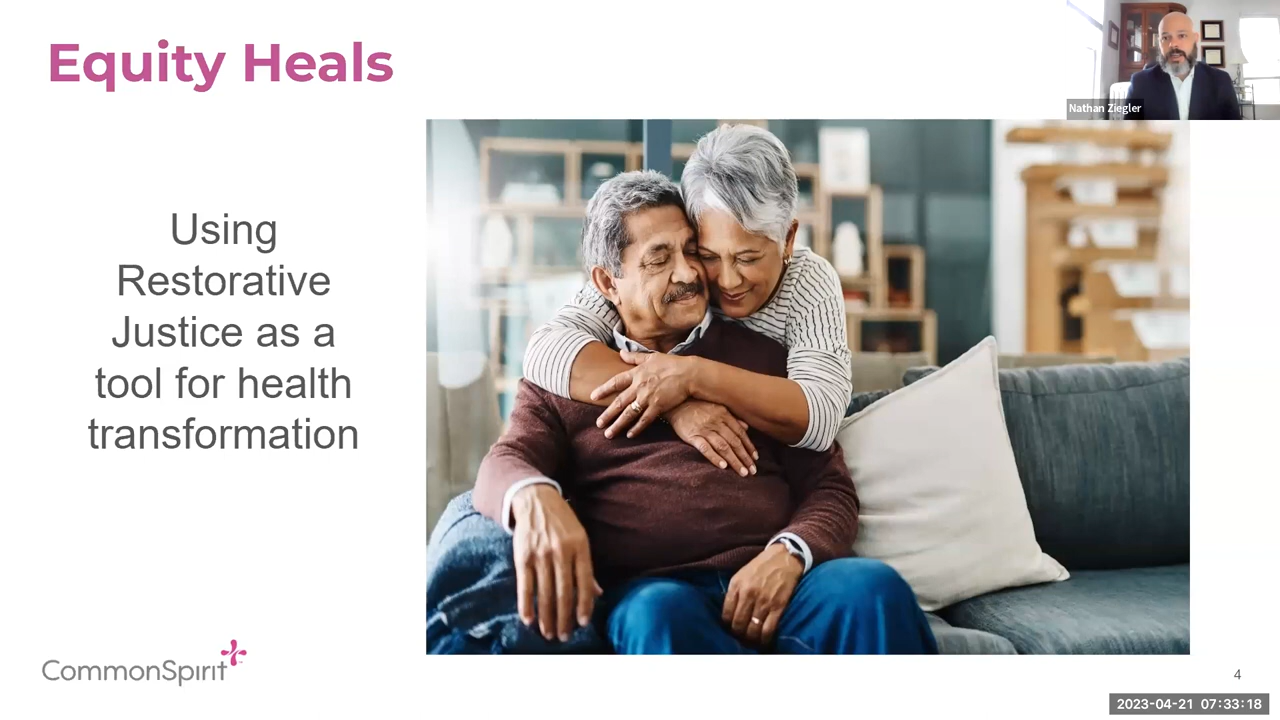 Equity Heals
Nathan Ziegler
Using
Restorative
Justice as a
tool for health
transformation
CommonSpirit
4
2023-04-21 07:33:18